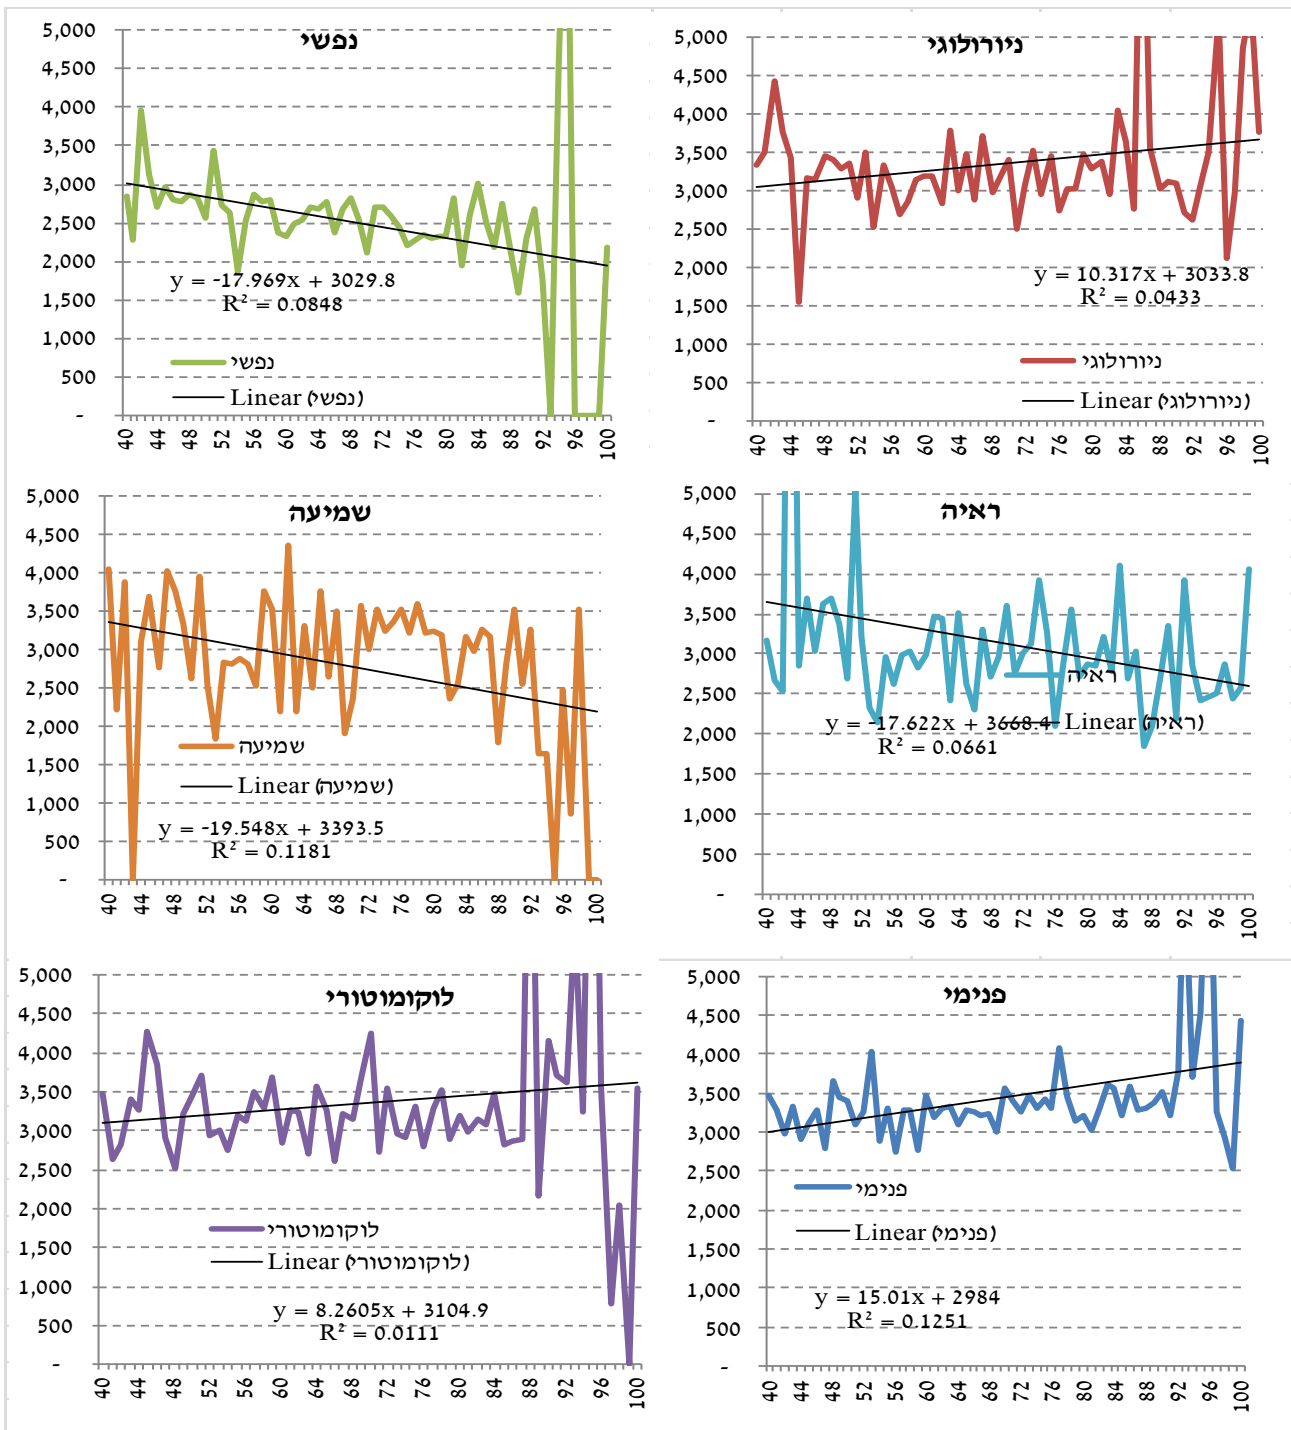 נפשי
5,000
4,500
4,000
3,500
3,000
2,500
2,000
1,500
1,000
500
-
y = -17.969x + 3029.8
R² = 0.0848
נפשי
Linear (נפשי)
40 44 48 52 56 60 64 68 72 76 80 84 88 92 96 100
ניורולוגי
5,000
4,500
4,000
3,500
3,000
2,500
2,000
1,500
1,000
500
-
y = 10.317x + 3033.8
R² = 0.0433
ניורולוגי
Linear (ניורולוגי)
40 44 48 52 56 60 64 68 72 76 80 84 88 92 96 100
שמיעה
5,000
4,500
4,000
3,500
3,000
2,500
2,000
1,500
1,000
500
-
שמיעה
Linear (שמיעה)
y = -19.548x + 3393.5
R² = 0.1181
40 44 48 52 56 60 64 68 72 76 80 84 88 92 96 100
ראיה
5,000
4,500
4,000
3,500
3,000
2,500
2,000
1,500
1,000
500
-
ראיה
y = -17.622x + 3668.4
Linear (ראיה)
R² = 0.0661
40 44 48 52 56 60 64 68 72 76 80 84 88 92 96 100
לוקומוטורי
5,000
4,500
4,000
3,500
3,000
2,500
2,000
1,500
1,000
500
-
לוקומוטורי
Linear (לוקומוטורי)
y = 8.2605x + 3104.9
R² = 0.0111
40 44 48 52 56 60 64 68 72 76 80 84 88 92 96 100
פנימי
5,000
4,500
4,000
3,500
3,000
2,500
2,000
1,500
1,000
500
-
פנימי
Linear (פנימי)
y = 15.01x + 2984
R² = 0.1251
40 44 48 52 56 60 64 68 72 76 80 84 88 92 96 100